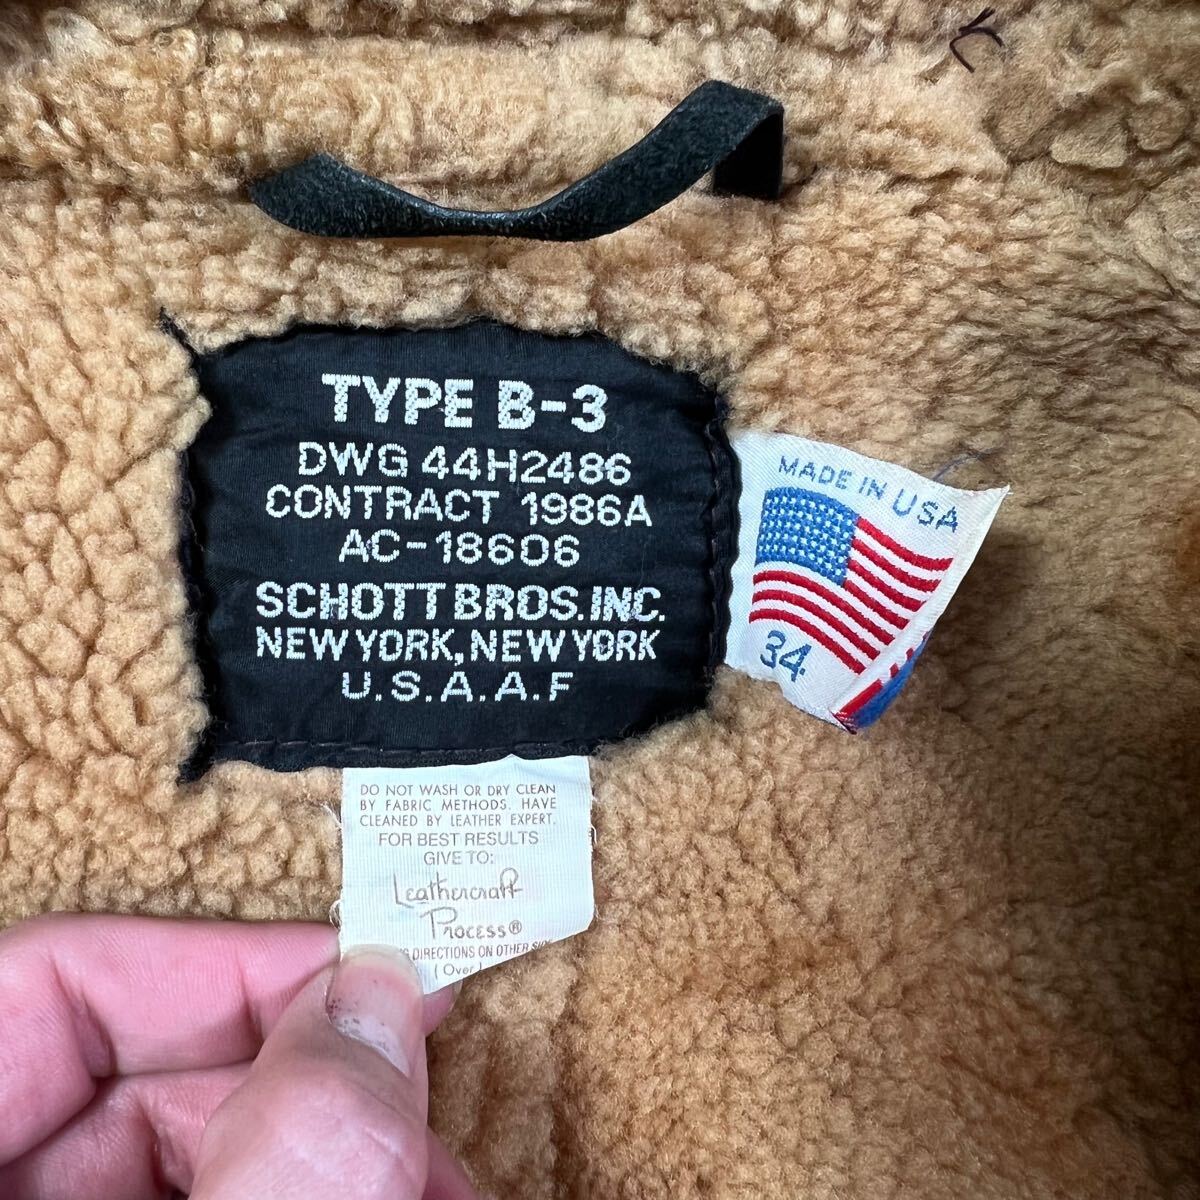 TYPE B-3
DWG 44H2486
CONTRACT 1986A
AC-18606
SCHOTT BROS. INC.
NEW YORK, NEW YORK
U.S.A.A.F
MADE IN USA
34
DO NOT WASH OR DRY CLEAN
BY FABRIC METHODS. HAVE
CLEANED BY LEATHER EXPERT.
FOR BEST RESULTS
GIVE TO:
Leathercraft
Process®
DIRECTIONS ON OTHER
(Over)